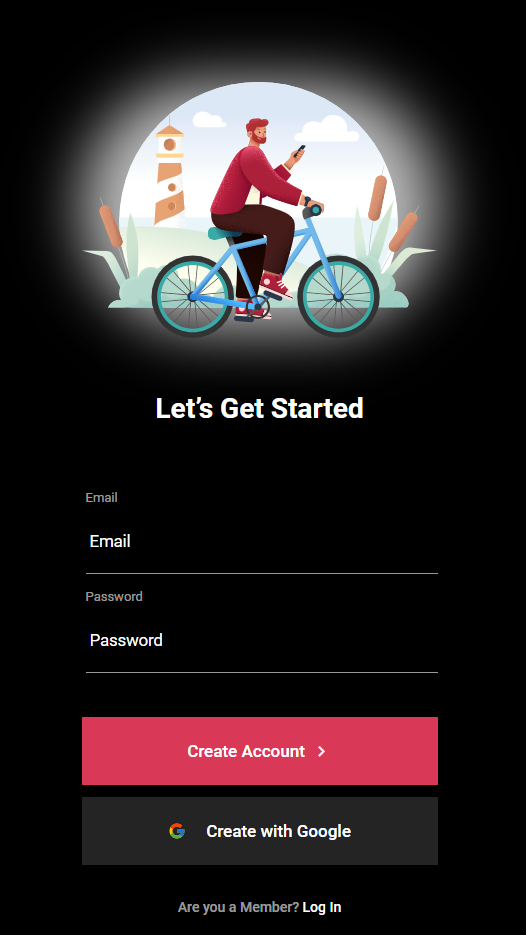 Let’s Get Started
Email
Email
Password
Password
Create Account
Create with Google
Are you a Member? Log In